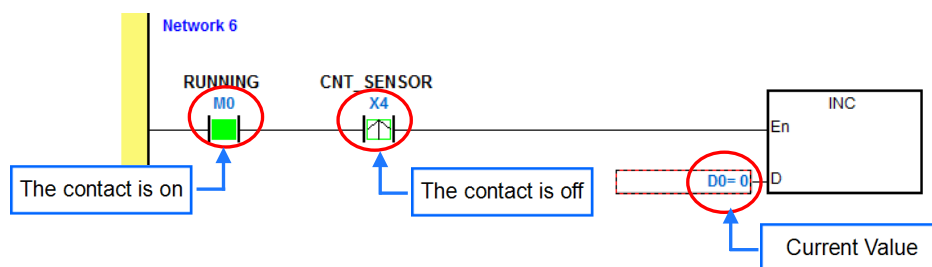 Network 6
RUNNING
CNT_SENSOR
M0
X4
INC
En
The contact is on
The contact is off
D0= 0
D
Current Value